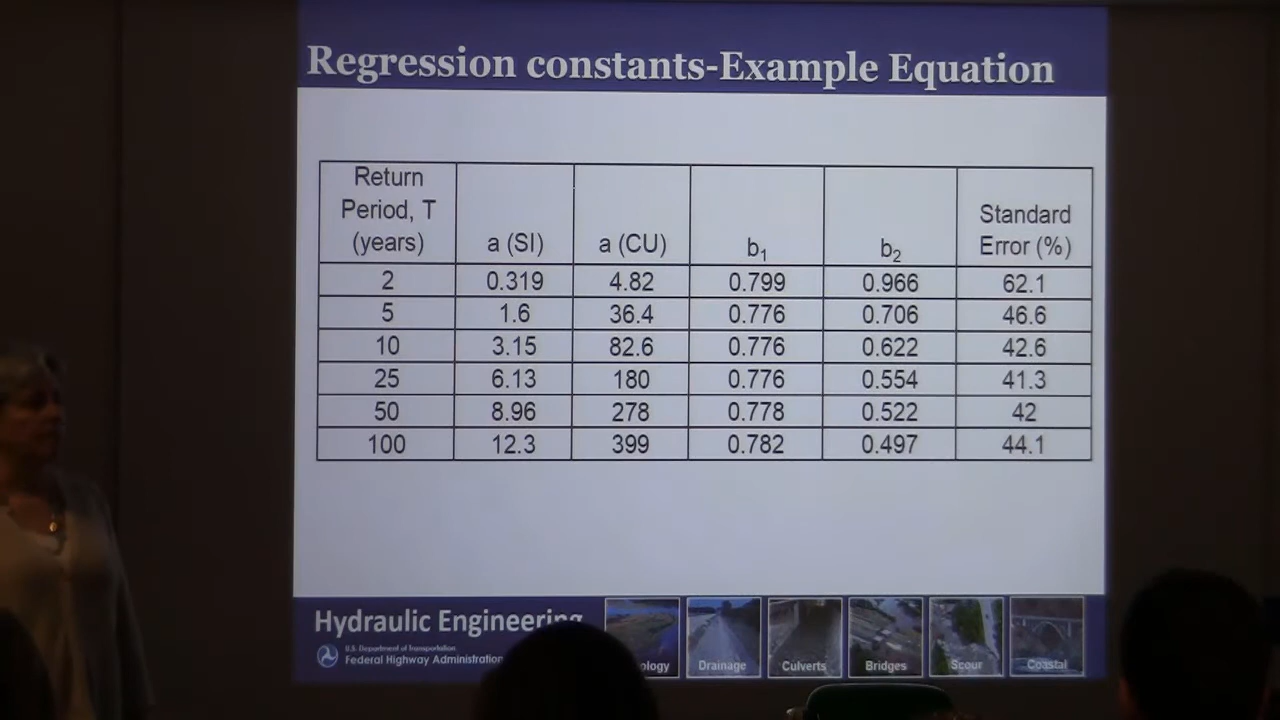 Regression constants-Example Equation
Return Period, T (years) a (SI) a (CU) b₁ b₂ Standard Error (%)
2 0.319 4.82 0.799 0.966 62.1
5 1.6 36.4 0.776 0.706 46.6
10 3.15 82.6 0.776 0.622 42.6
25 6.13 180 0.776 0.554 41.3
50 8.96 278 0.778 0.522 42
100 12.3 399 0.782 0.497 44.1
Hydraulic Engineering
U.S. Department of Transportation
Federal Highway Administration
ology Drainage Culverts Bridges Scour Coastal